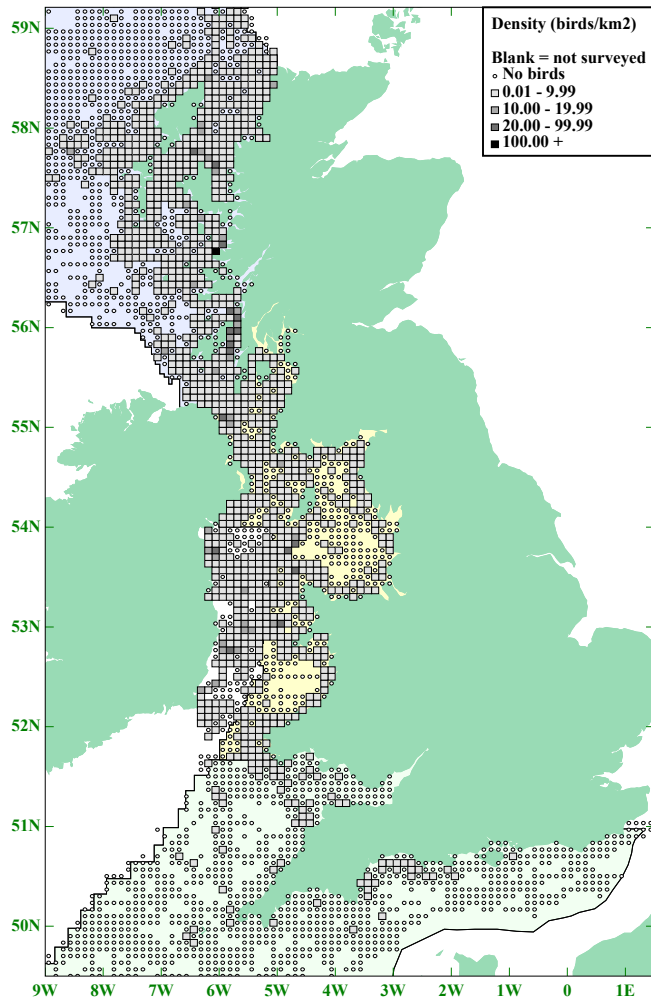 Density (birds/km2)
Blank = not surveyed
No birds
0.01 - 9.99
10.00 - 19.99
20.00 - 99.99
100.00 +
59N
58N
57N
56N
55N
54N
53N
52N
51N
50N
9W 8W 7W 6W 5W 4W 3W 2W 1W 0 1E